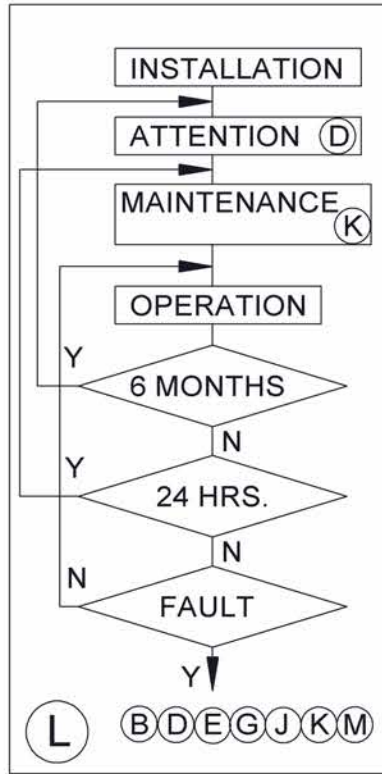 INSTALLATION
ATTENTION D
MAINTENANCE
K
OPERATION
Y
6 MONTHS
N
Y
24 HRS.
N
N
FAULT
Y
L
B D E G J K M